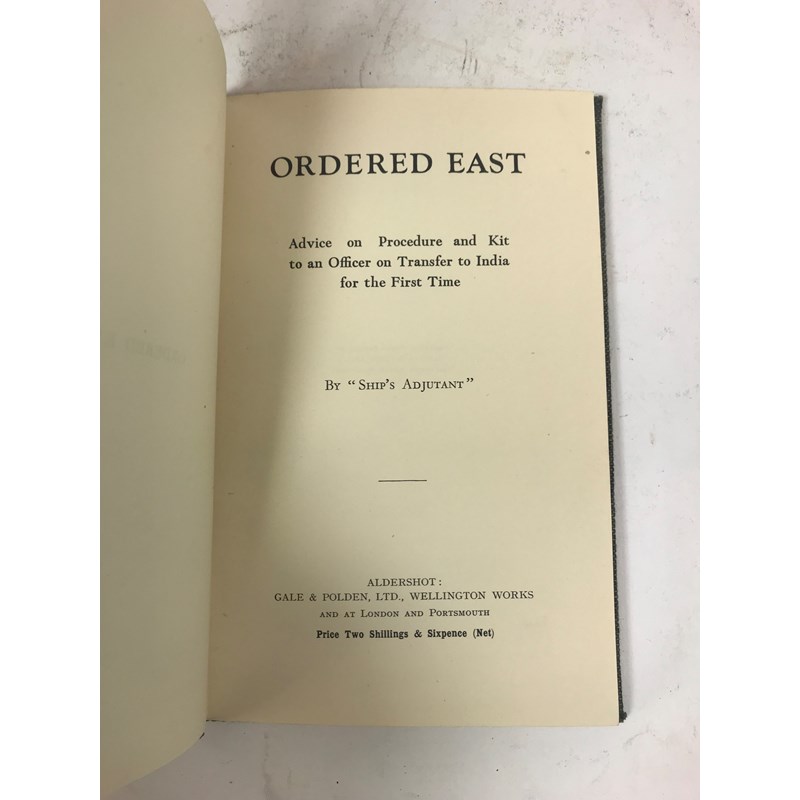 ORDERED EAST
Advice on Procedure and Kit
to an Officer on Transfer to India
for the First Time
By "Ship's Adjutant"
ALDERSHOT:
GALE & POLDEN, LTD., WELLINGTON WORKS
AND AT LONDON AND PORTSMOUTH
Price Two Shillings & Sixpence (Net)